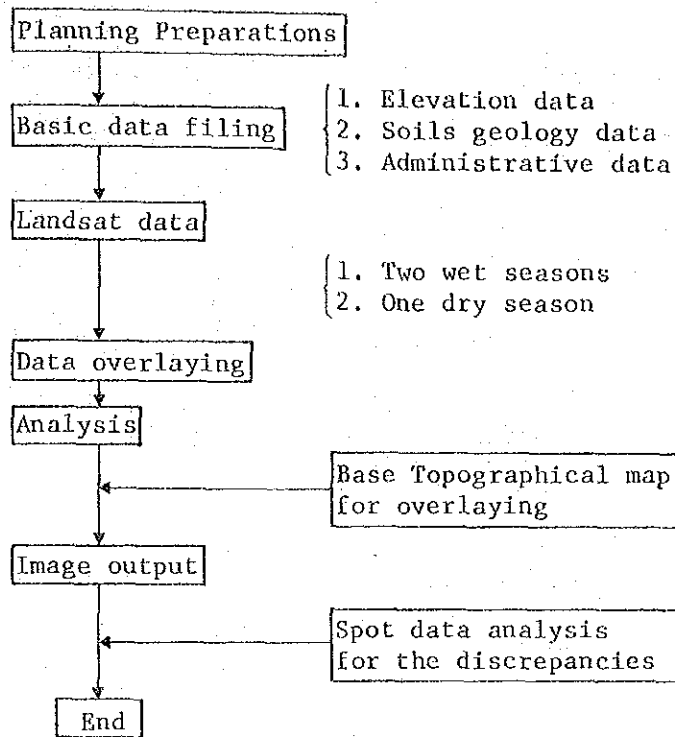 Planning Preparations
Basic data filing
1. Elevation data
2. Soils geology data
3. Administrative data
Landsat data
1. Two wet seasons
2. One dry season
Data overlaying
Analysis
Base Topographical map
for overlaying
Image output
Spot data analysis
for the discrepancies
End